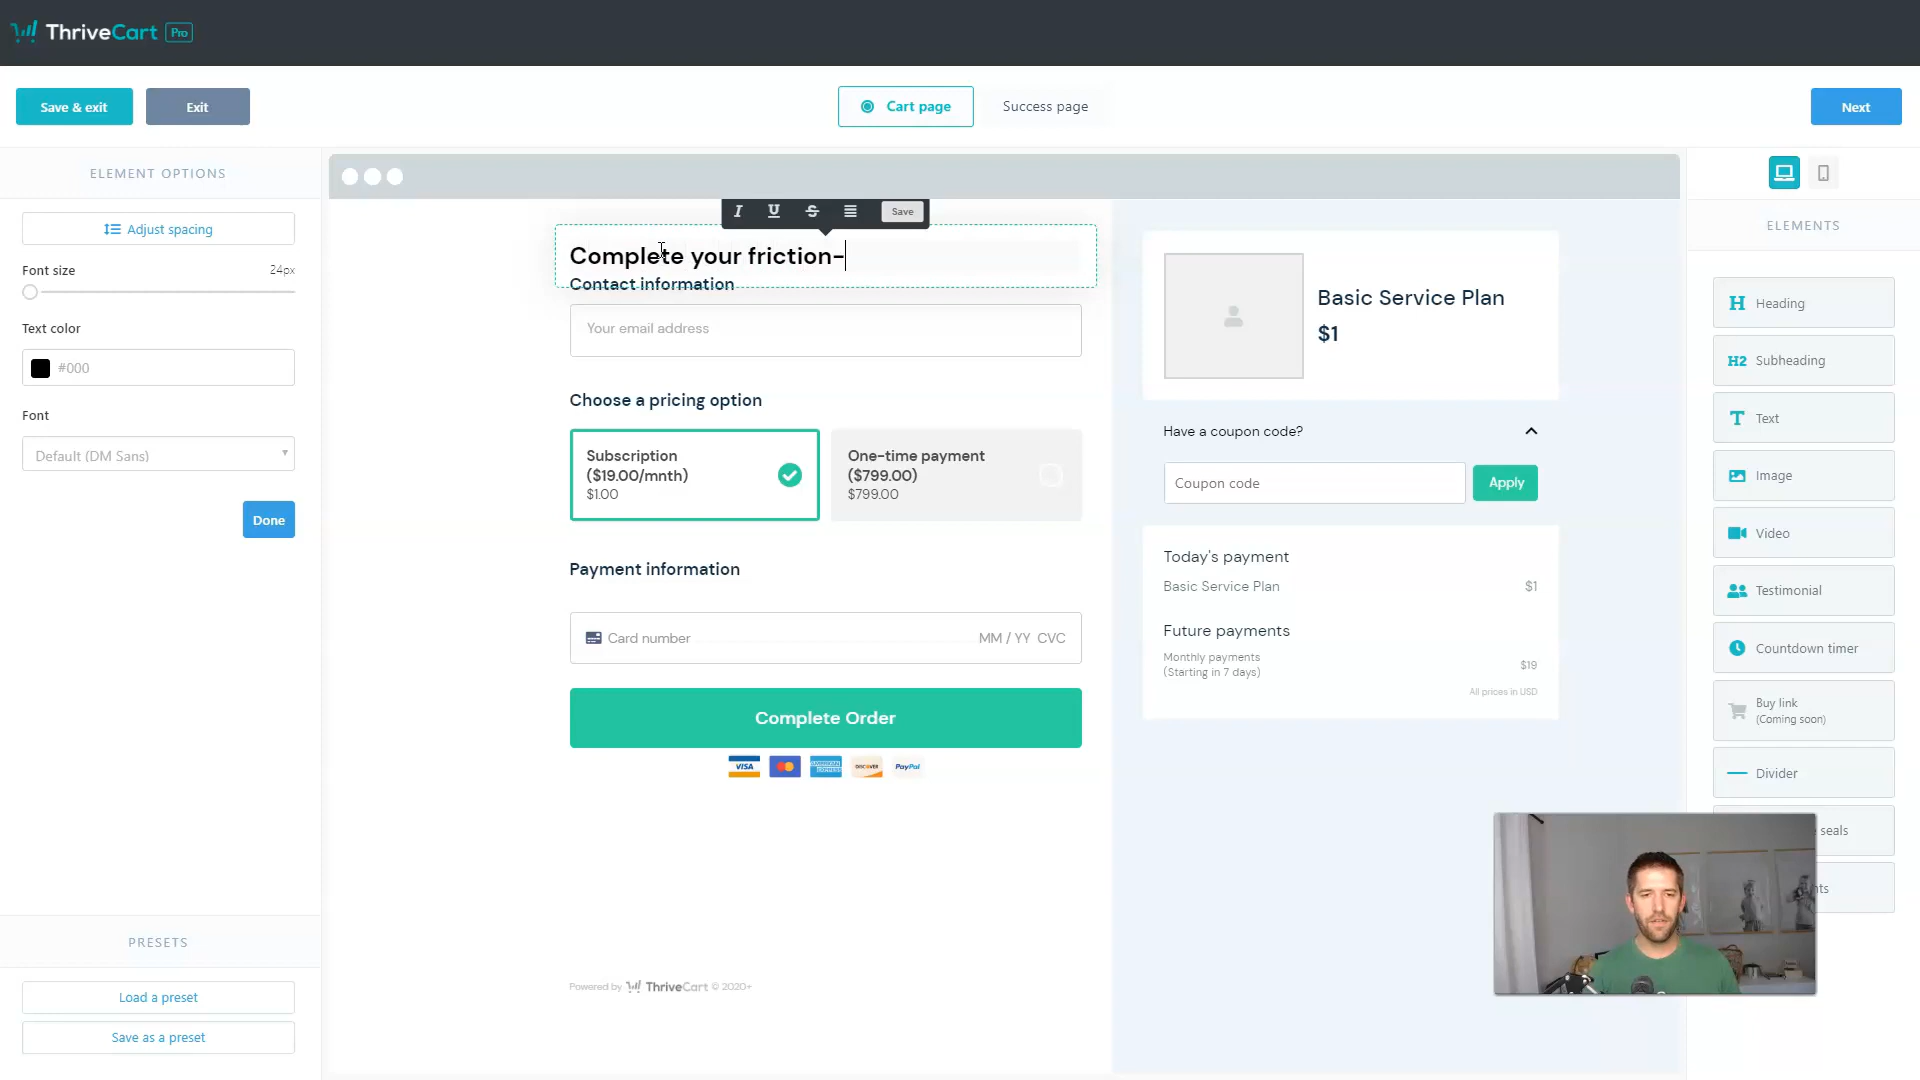 ThriveCart Pro
Save & exit
Exit
Cart page
Success page
Next
ELEMENT OPTIONS
Adjust spacing
Font size
24px
Text color
#000
Font
Default (DM Sans)
Done
PRESETS
Load a preset
Save as a preset
I U S
Save
Complete your friction-
Contact information
Your email address
Choose a pricing option
Subscription
($19.00/mnth)
$1.00
One-time payment
($799.00)
$799.00
Payment information
Card number
MM / YY CVC
Complete Order
VISA
AMERICAN EXPRESS
DISCOVER
PayPal
Powered by ThriveCart © 2020+
Basic Service Plan
$1
Have a coupon code?
Coupon code
Apply
Today's payment
Basic Service Plan
$1
Future payments
Monthly payments
(Starting in 7 days)
$19
All prices in USD
ELEMENTS
H Heading
H2 Subheading
T Text
Image
Video
Testimonial
Countdown timer
Buy link
(Coming soon)
Divider
seals